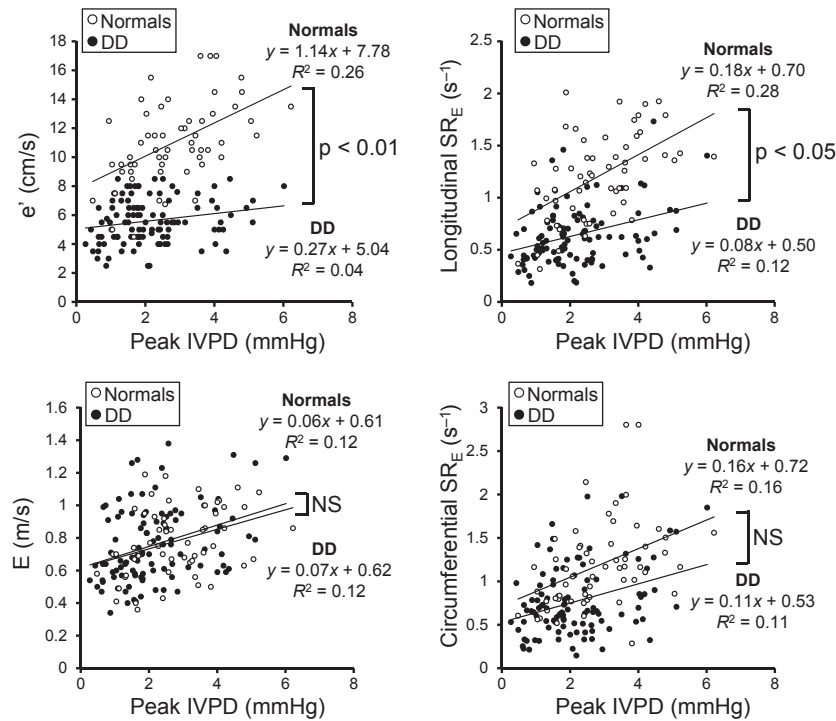 Normals
DD
Normals
y = 1.14x + 7.78
R² = 0.26
p < 0.01
DD
y = 0.27x + 5.04
R² = 0.04
e' (cm/s)
18
16
14
12
10
8
6
4
2
0
0 2 4 6 8
Peak IVPD (mmHg)
Normals
DD
Normals
y = 0.18x + 0.70
R² = 0.28
p < 0.05
DD
y = 0.08x + 0.50
R² = 0.12
Longitudinal SR_E (s⁻¹)
2.5
2
1.5
1
0.5
0
0 2 4 6 8
Peak IVPD (mmHg)
Normals
DD
Normals
y = 0.06x + 0.61
R² = 0.12
NS
DD
y = 0.07x + 0.62
R² = 0.12
E (m/s)
1.6
1.4
1.2
1
0.8
0.6
0.4
0.2
0
0 2 4 6 8
Peak IVPD (mmHg)
Normals
DD
Normals
y = 0.16x + 0.72
R² = 0.16
NS
DD
y = 0.11x + 0.53
R² = 0.11
Circumferential SR_E (s⁻¹)
3
2.5
2
1.5
1
0.5
0
0 2 4 6 8
Peak IVPD (mmHg)